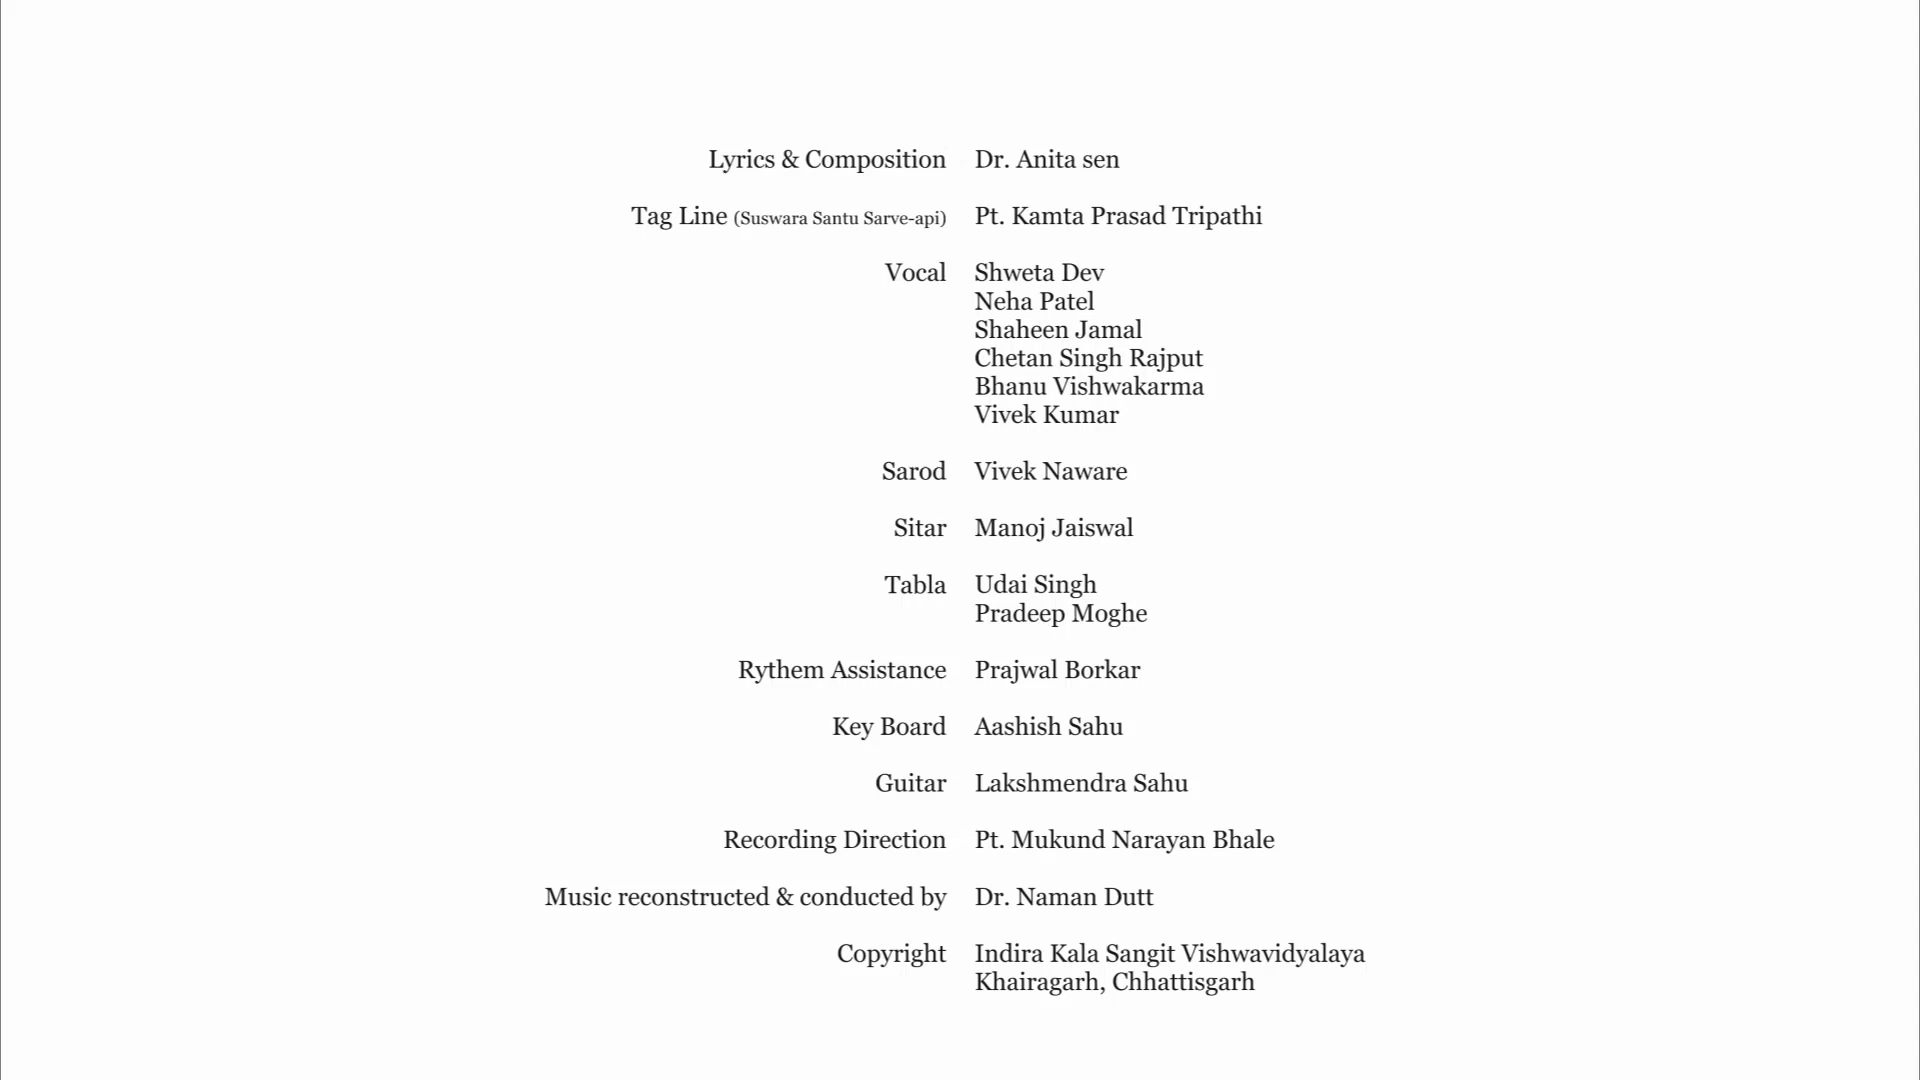 Lyrics & Composition Dr. Anita sen
Tag Line (Suswara Santu Sarve-api) Pt. Kamta Prasad Tripathi
Vocal Shweta Dev
Neha Patel
Shaheen Jamal
Chetan Singh Rajput
Bhanu Vishwakarma
Vivek Kumar
Sarod Vivek Naware
Sitar Manoj Jaiswal
Tabla Udai Singh
Pradeep Moghe
Rythem Assistance Prajwal Borkar
Key Board Aashish Sahu
Guitar Lakshmendra Sahu
Recording Direction Pt. Mukund Narayan Bhale
Music reconstructed & conducted by Dr. Naman Dutt
Copyright Indira Kala Sangit Vishwavidyalaya
Khairagarh, Chhattisgarh